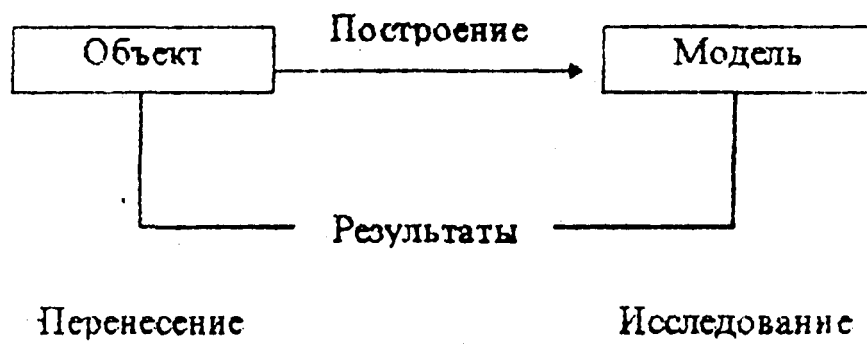 Построение
Объект
Модель
Результаты
Перенесение
Исследование